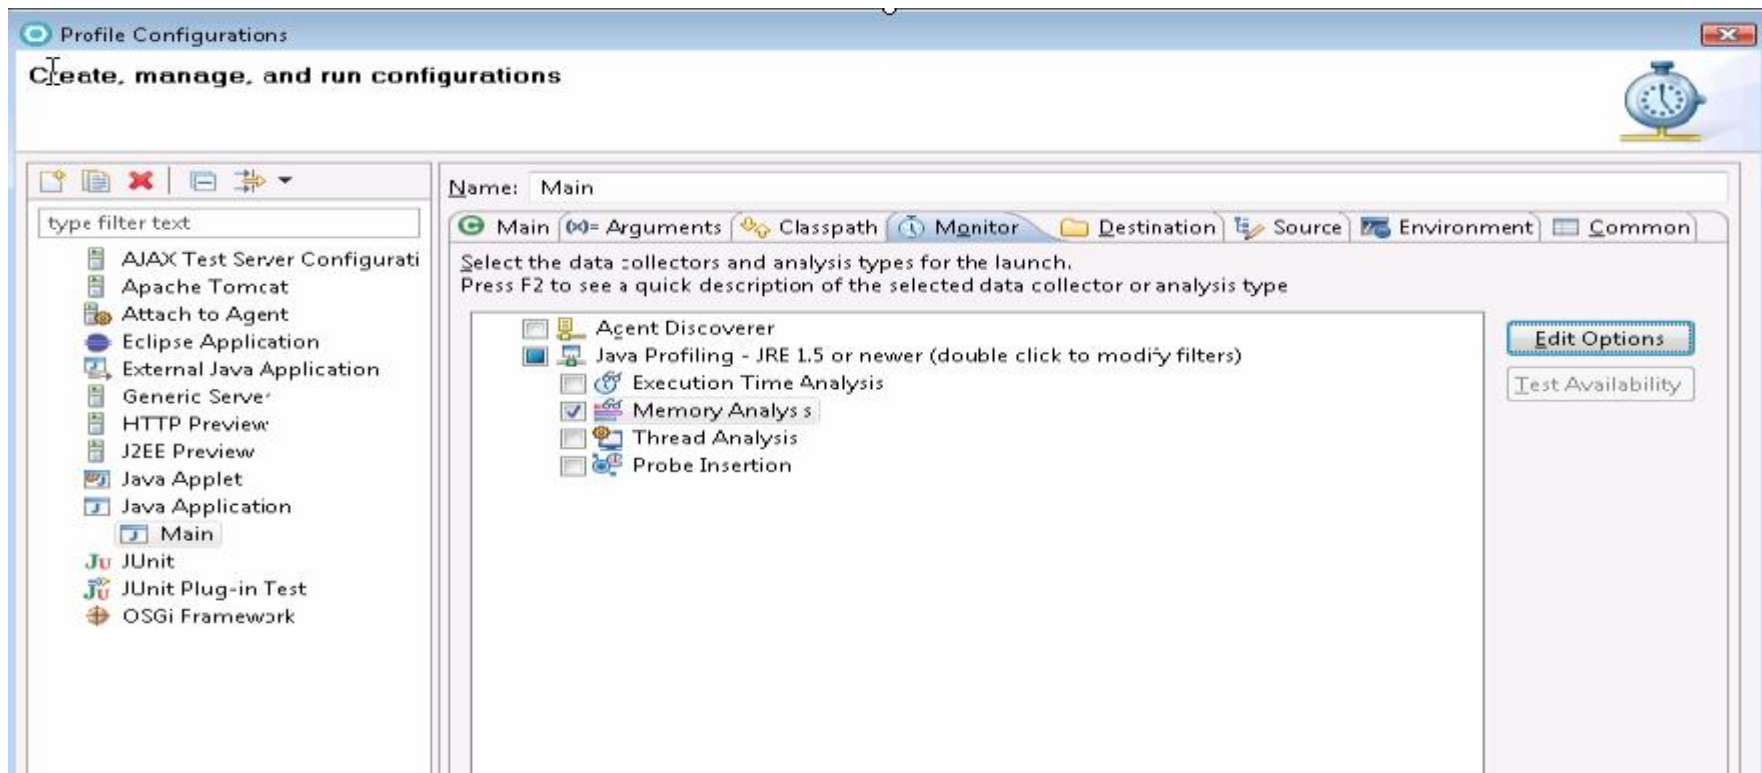 Profile Configurations
Create, manage, and run configurations
type filter text
AJAX Test Server Configurati
Apache Tomcat
Attach to Agent
Eclipse Application
External Java Application
Generic Server
HTTP Preview
J2EE Preview
Java Applet
Java Application
Main
JUnit
JUnit Plug-in Test
OSGi Framework
Name: Main
Main (x)= Arguments Classpath Monitor Destination Source Environment Common
Select the data collectors and analysis types for the launch.
Press F2 to see a quick description of the selected data collector or analysis type
Agent Discoverer
Java Profiling - JRE 1.5 or newer (double click to modify filters)
Execution Time Analysis
Memory Analys s
Thread Analysis
Probe Insertion
Edit Options
Test Availability